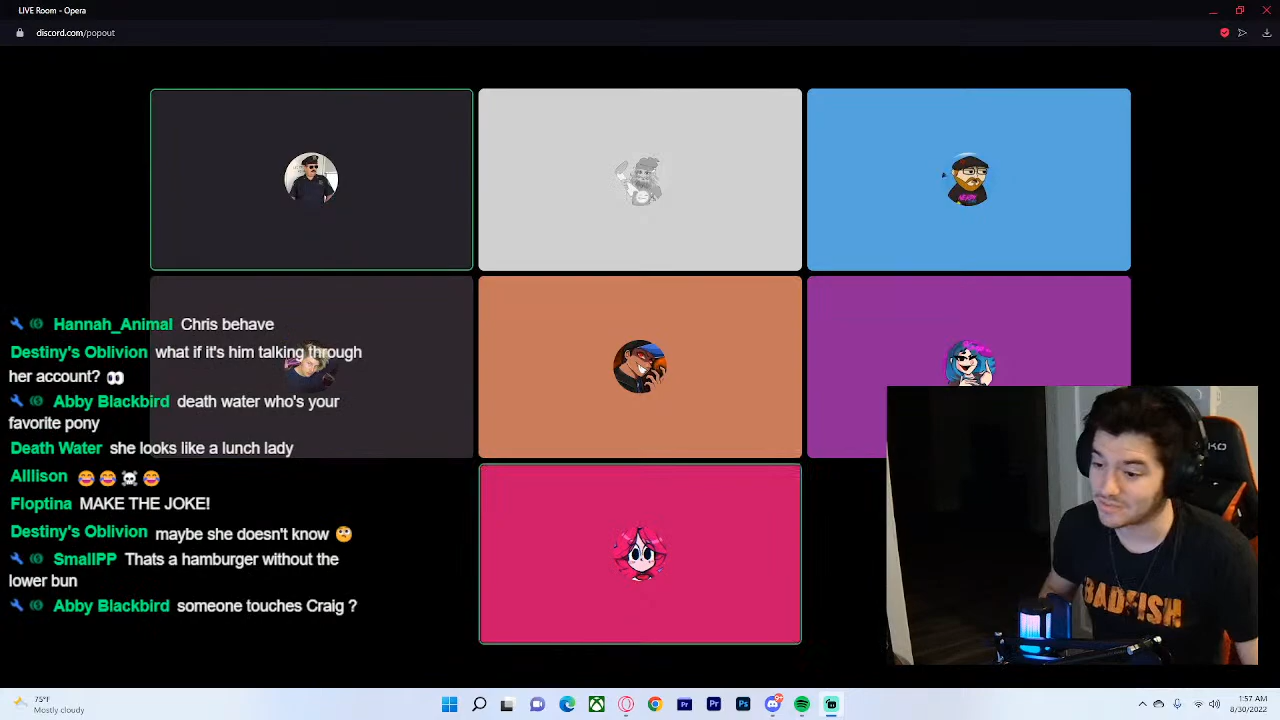 LIVE Room - Opera
discord.com/popout
Hannah_Animal Chris behave
Destiny's Oblivion what if it's him talking through
her account? 👀
Abby Blackbird death water who's your
favorite pony
Death Water she looks like a lunch lady
Alllison 😂 😂 ☠️ 😂
Floptina MAKE THE JOKE!
Destiny's Oblivion maybe she doesn't know 🧐
SmallPP Thats a hamburger without the
lower bun
Abby Blackbird someone touches Craig ?
BADFISH
75°F
Mostly cloudy
1:57 AM
8/30/2022